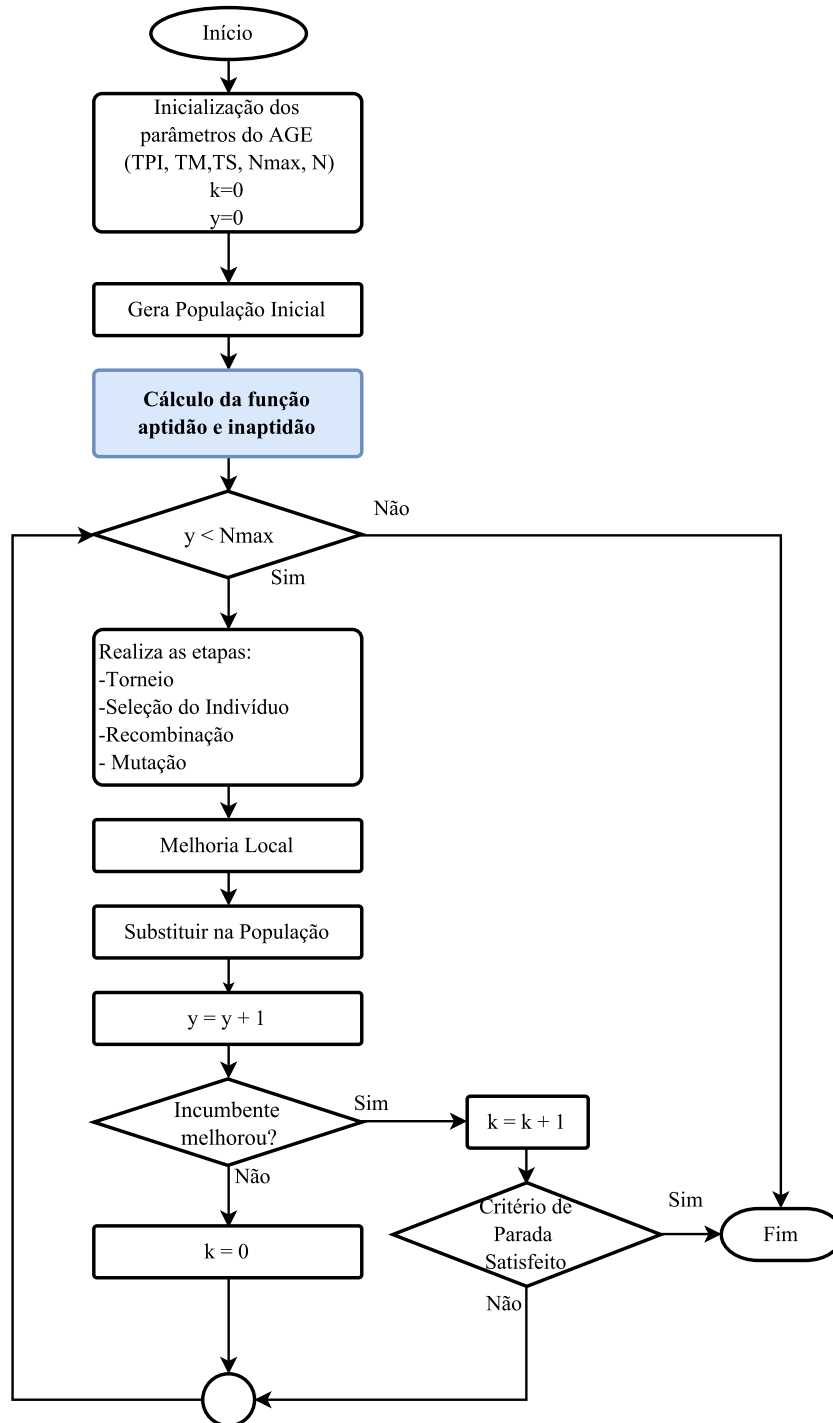 Início
Inicialização dos
parâmetros do AGE
(TPI, TM,TS, Nmax, N)
k=0
y=0
Gera População Inicial
Cálculo da função
aptidão e inaptidão
y < Nmax
Não
Sim
Realiza as etapas:
-Torneio
-Seleção do Indivíduo
-Recombinação
- Mutação
Melhoria Local
Substituir na População
y = y + 1
Incumbente
melhorou?
Sim
k = k + 1
Não
k = 0
Critério de
Parada
Satisfeito
Sim
Fim
Não